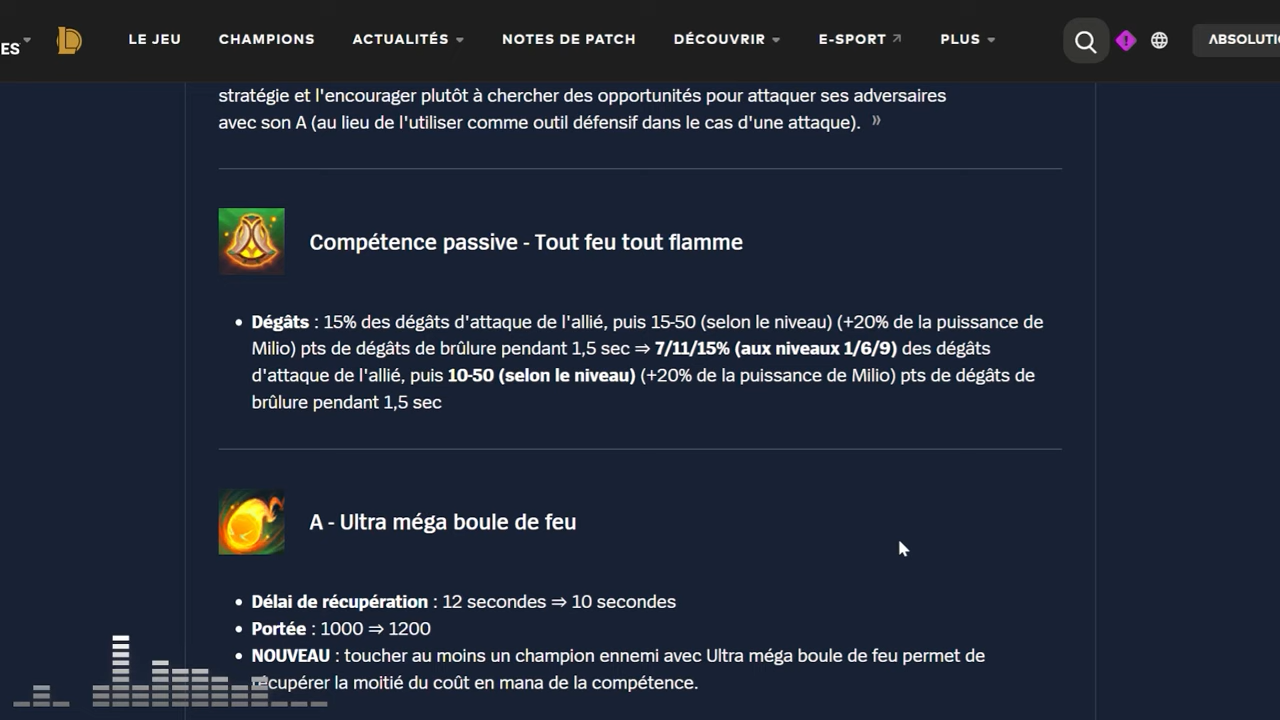 ES
LE JEU CHAMPIONS ACTUALITÉS NOTES DE PATCH DÉCOUVRIR E-SPORT PLUS ABSOLUTI
stratégie et l'encourager plutôt à chercher des opportunités pour attaquer ses adversaires
avec son A (au lieu de l'utiliser comme outil défensif dans le cas d'une attaque). »
Compétence passive - Tout feu tout flamme
• Dégâts : 15% des dégâts d'attaque de l'allié, puis 15-50 (selon le niveau) (+20% de la puissance de
Milio) pts de dégâts de brûlure pendant 1,5 sec ⇒ 7/11/15% (aux niveaux 1/6/9) des dégâts
d'attaque de l'allié, puis 10-50 (selon le niveau) (+20% de la puissance de Milio) pts de dégâts de
brûlure pendant 1,5 sec
A - Ultra méga boule de feu
• Délai de récupération : 12 secondes ⇒ 10 secondes
• Portée : 1000 ⇒ 1200
• NOUVEAU : toucher au moins un champion ennemi avec Ultra méga boule de feu permet de
récupérer la moitié du coût en mana de la compétence.